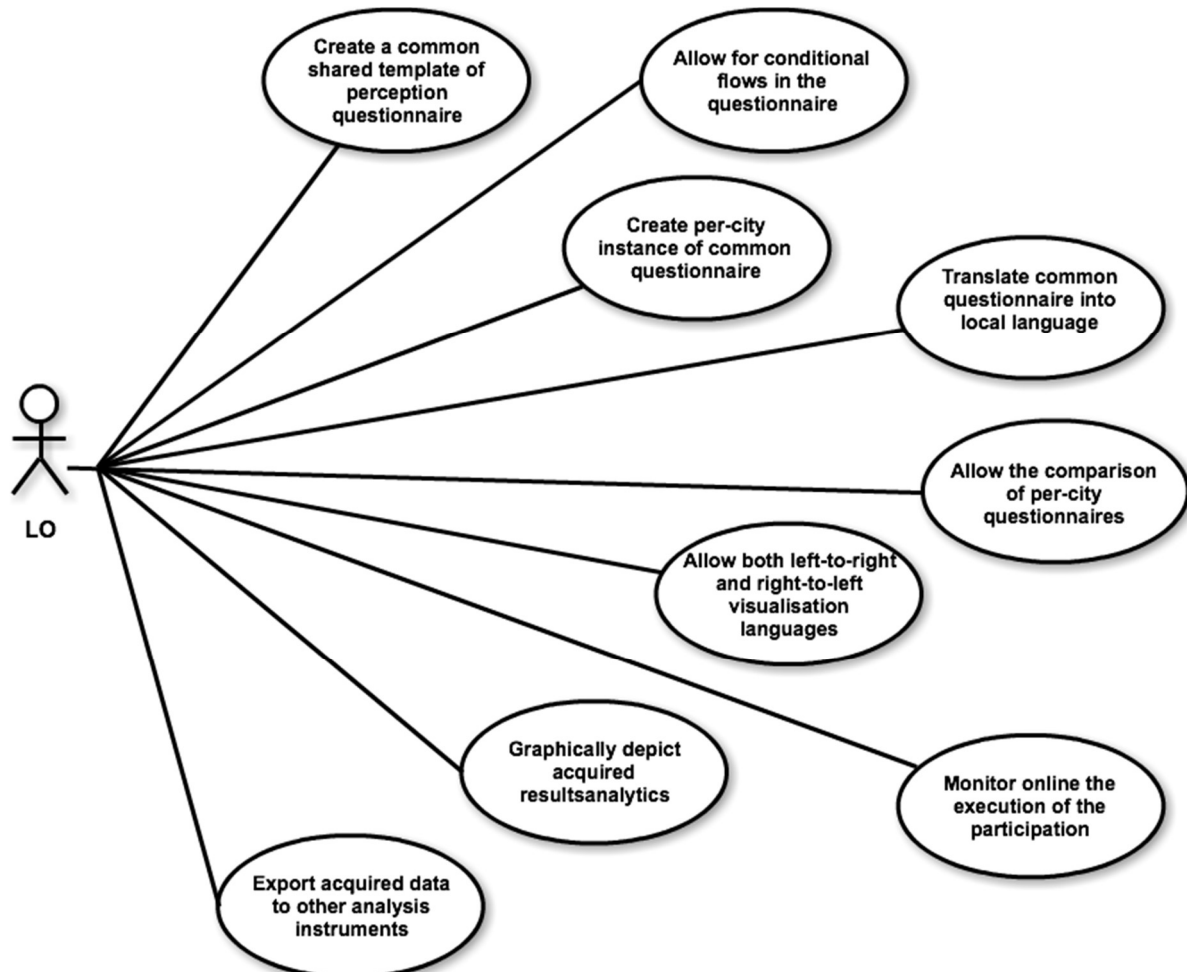 Create a common
shared template of
perception
questionnaire
Allow for conditional
flows in the
questionnaire
Create per-city
instance of common
questionnaire
Translate common
questionnaire into
local language
LO
Allow the comparison
of per-city
questionnaires
Allow both left-to-right
and right-to-left
visualisation
languages
Graphically depict
acquired
resultsanalytics
Monitor online the
execution of the
participation
Export acquired data
to other analysis
instruments